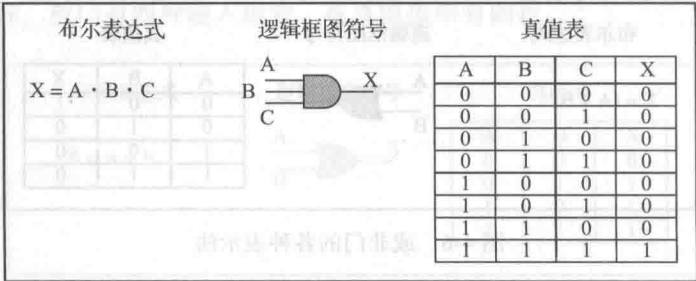 布尔表达式 逻辑框图符号 真值表
X = A · B · C
A
B
C
X
A B C X
0 0 0 0
0 0 1 0
0 1 0 0
0 1 1 0
1 0 0 0
1 0 1 0
1 1 0 0
1 1 1 1